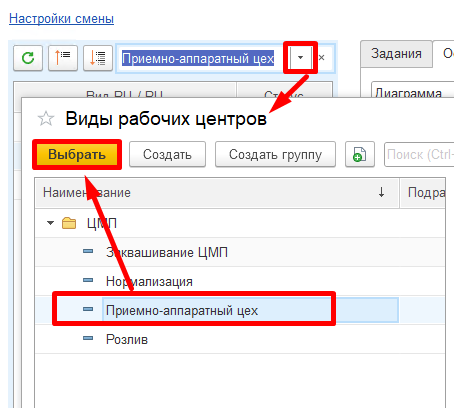 Настройки смены
Приемно-аппаратный цех
Задания
Вид РЦ / РЦ
Статус
Диаграмма
Виды рабочих центров
Выбрать
Создать
Создать группу
Поиск (Ctrl-
Наименование
Подра
ЦМП
Заквашивание ЦМП
Нормализация
Приемно-аппаратный цех
Розлив